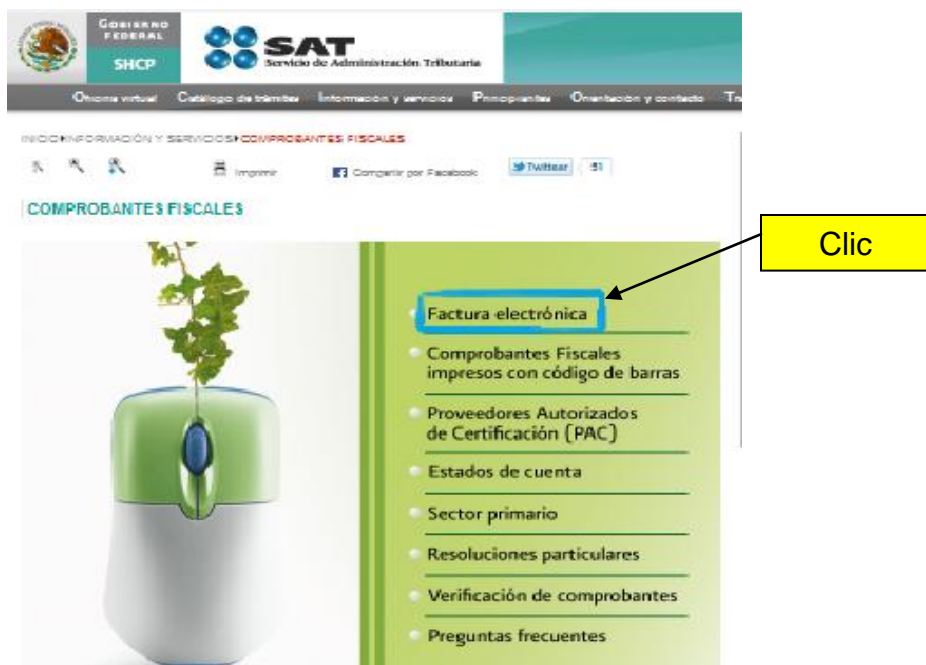 GOBIERNO
FEDERAL
SHCP
SAT
Servicio de Administración Tributaria
Oficina virtual Catálogo de trámites Información y servicios Principiantes Orientación y contacto
INICIO INFORMACIÓN Y SERVICIOS COMPROBANTES FISCALES
Imprimir Compartir por Facebook Twittear 51
COMPROBANTES FISCALES
Clic
Factura electrónica
Comprobantes Fiscales
impresos con código de barras
Proveedores Autorizados
de Certificación (PAC)
Estados de cuenta
Sector primario
Resoluciones particulares
Verificación de comprobantes
Preguntas frecuentes